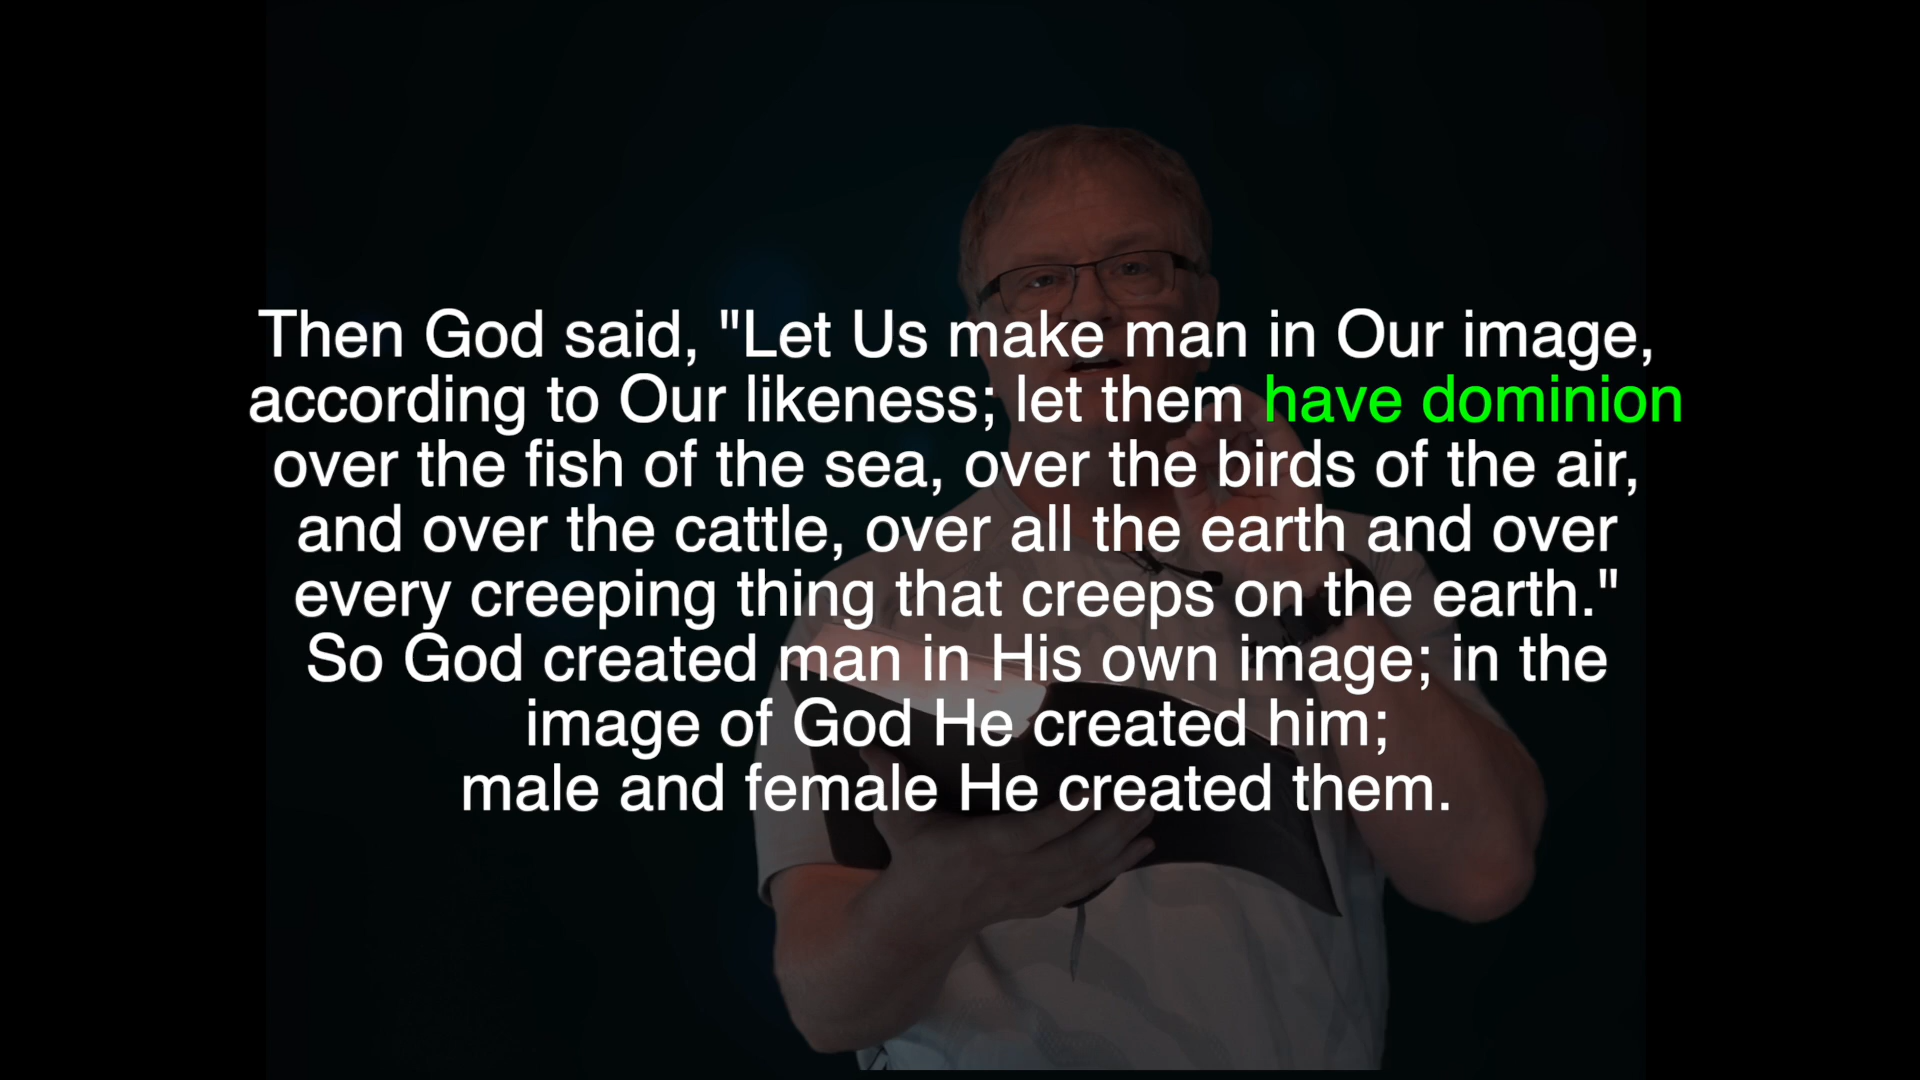 Then God said, "Let Us make man in Our image,
according to Our likeness; let them have dominion
over the fish of the sea, over the birds of the air,
and over the cattle, over all the earth and over
every creeping thing that creeps on the earth."
So God created man in His own image; in the
image of God He created him;
male and female He created them.